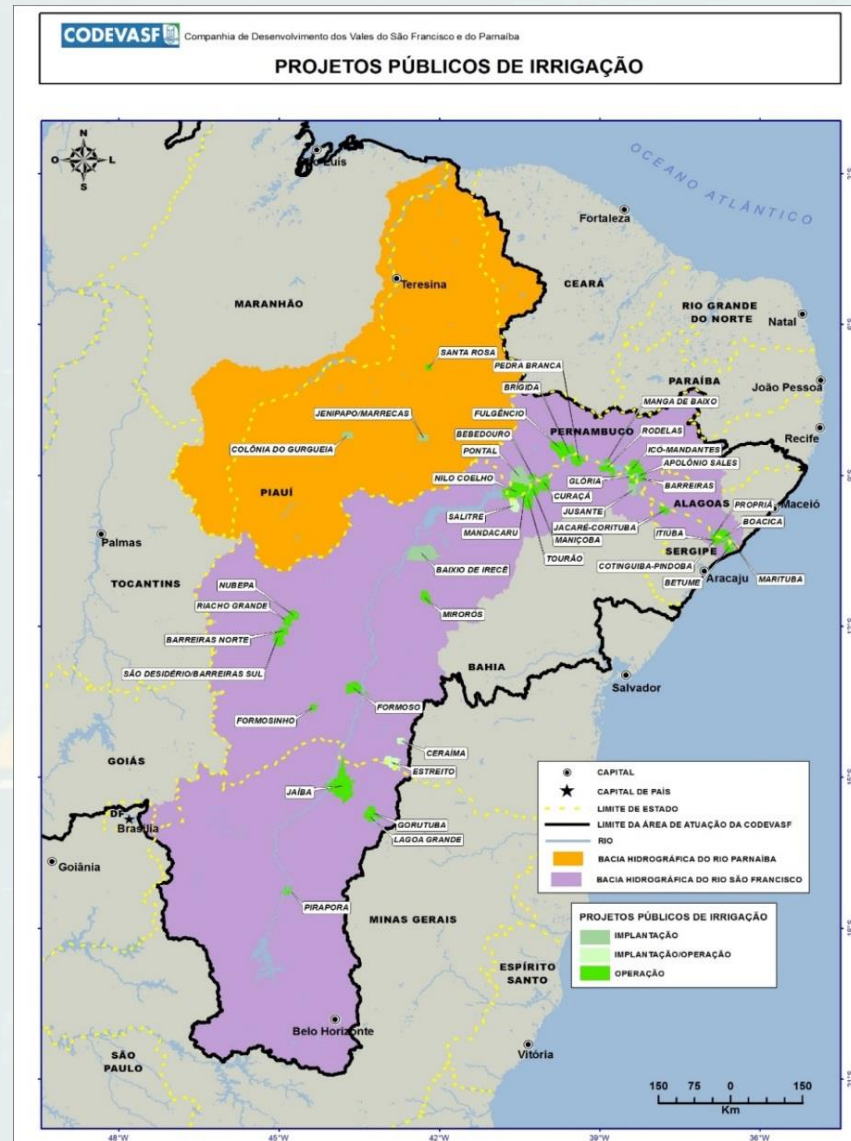 CODEVASF Companhia de Desenvolvimento dos Vales do São Francisco e do Parnaíba
PROJETOS PÚBLICOS DE IRRIGAÇÃO
N
O L
S
OCEANO ATLÂNTICO
Fortaleza
Teresina
MARANHÃO
CEARÁ
RIO GRANDE
DO NORTE
Natal
SANTA ROSA
PEDRA BRANCA
BRÍGIDA
PARAÍBA
João Pessoa
JENIPAPO/MARRECAS
FULGÊNCIO
MANGA DE BAIXO
COLÔNIA DO GURGUEIA
BEBEDOURO
PERNAMBUCO
RODELAS
Recife
PONTAL
ICÓ-MANDANTES
NILO COELHO
GLÓRIA
APOLÔNIO SALES
PIAUÍ
CURAÇÁ
BARREIRAS
ALAGOAS
PROPRIÁ
Maceió
SALITRE
JUSANTE
BOACICA
JACARÉ-CORITUBA
MANDACARU
MANIÇOBA
ITIÚBA
Palmas
TOURÃO
SERGIPE
COTINGUIBA-PINDOBA
BAIXIO DE IRECÊ
Aracaju
MARITUBA
BETUME
TOCANTINS
NUBEPA
RIACHO GRANDE
MIRORÓS
BARREIRAS NORTE
BAHIA
SÃO DESIDÉRIO/BARREIRAS SUL
Salvador
FORMOSINHO
FORMOSO
CERAÍMA
GOIÁS
ESTREITO
JAÍBA
DF
Brasília
GORUTUBA
LAGOA GRANDE
Goiânia
PIRAPORA
MINAS GERAIS
ESPÍRITO
SANTO
Belo Horizonte
Vitória
SÃO
PAULO
CAPITAL
CAPITAL DE PAÍS
LIMITE DE ESTADO
LIMITE DA ÁREA DE ATUAÇÃO DA CODEVASF
RIO
BACIA HIDROGRÁFICA DO RIO PARNAÍBA
BACIA HIDROGRÁFICA DO RIO SÃO FRANCISCO
PROJETOS PÚBLICOS DE IRRIGAÇÃO
IMPLANTAÇÃO
IMPLANTAÇÃO/OPERAÇÃO
OPERAÇÃO
150 75 0 150
Km
48°W 45°W 42°W 39°W 36°W